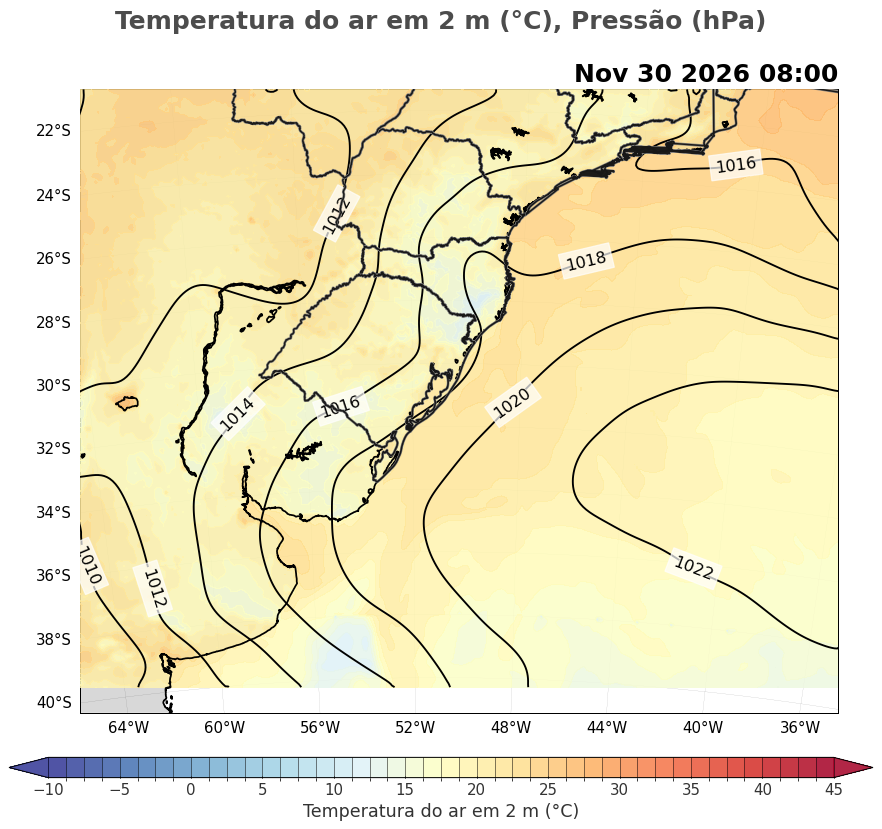 Temperatura do ar em 2 m (°C), Pressão (hPa)
Nov 30 2026 08:00
22°S
24°S
26°S
28°S
30°S
32°S
34°S
36°S
38°S
40°S
1012
1016
1018
1014
1016
1020
1010
1012
1022
64°W 60°W 56°W 52°W 48°W 44°W 40°W 36°W
−10 −5 0 5 10 15 20 25 30 35 40 45
Temperatura do ar em 2 m (°C)